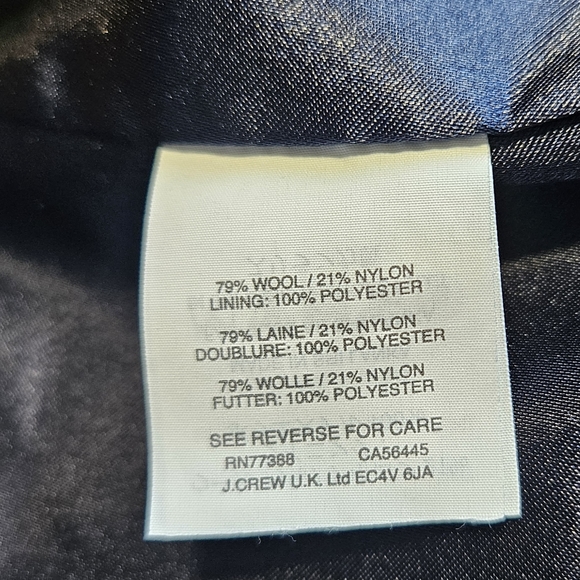 79% WOOL / 21% NYLON
LINING: 100% POLYESTER
79% LAINE / 21% NYLON
DOUBLURE: 100% POLYESTER
79% WOLLE / 21% NYLON
FUTTER: 100% POLYESTER
SEE REVERSE FOR CARE
RN77388 CA56445
J.CREW U.K. Ltd EC4V 6JA